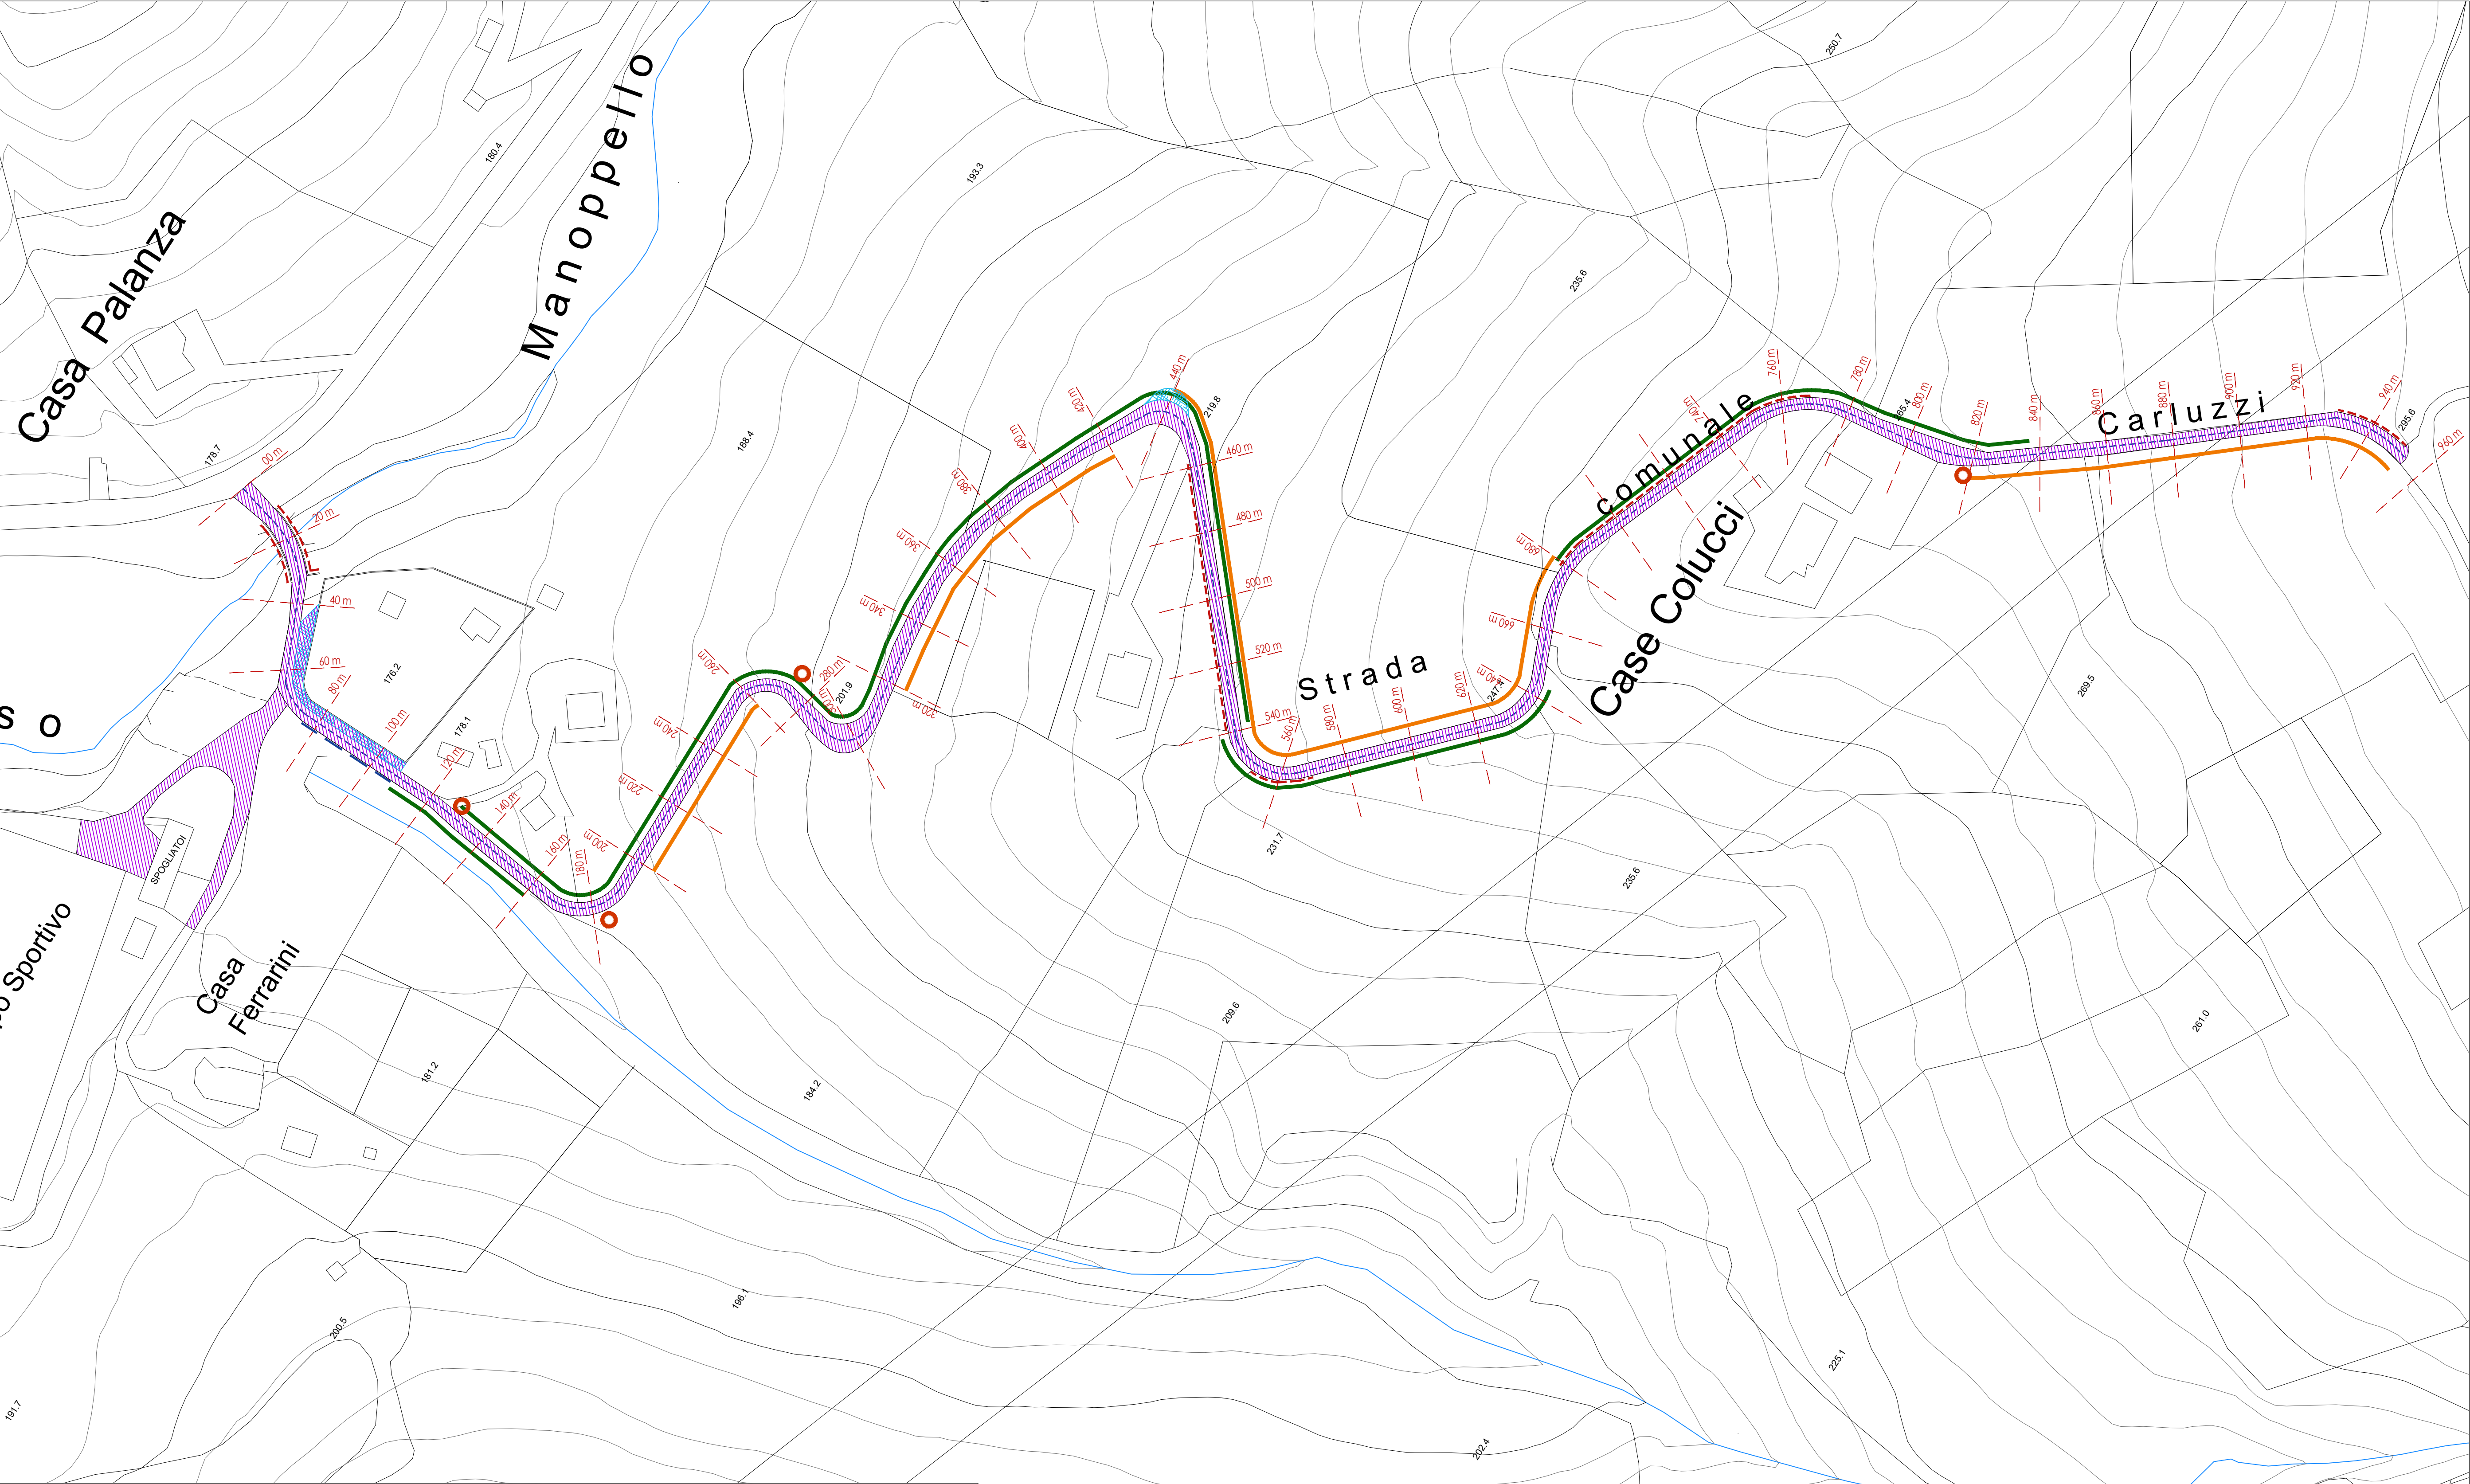 250.7
180.4
Manoppello
193.3
Casa Palanza
235.6
178.7
188.4
00 m
20 m
40 m
60 m
80 m
100 m
120 m
140 m
160 m
180 m
200 m
220 m
240 m
260 m
280 m
300 m
320 m
340 m
360 m
380 m
400 m
420 m
440 m
460 m
480 m
500 m
520 m
540 m
560 m
580 m
600 m
620 m
640 m
660 m
680 m
740 m
760 m
780 m
800 m
820 m
840 m
860 m
880 m
900 m
920 m
940 m
960 m
219.8
295.6
Strada comunale Carluzzi
Case Colucci
176.2
178.1
201.9
247.4
65.4
269.5
s o
SPOGLIATOI
231.7
235.6
o Sportivo
Casa
Ferrarini
209.6
261.0
181.2
184.2
196.1
200.5
191.7
202.4
225.1